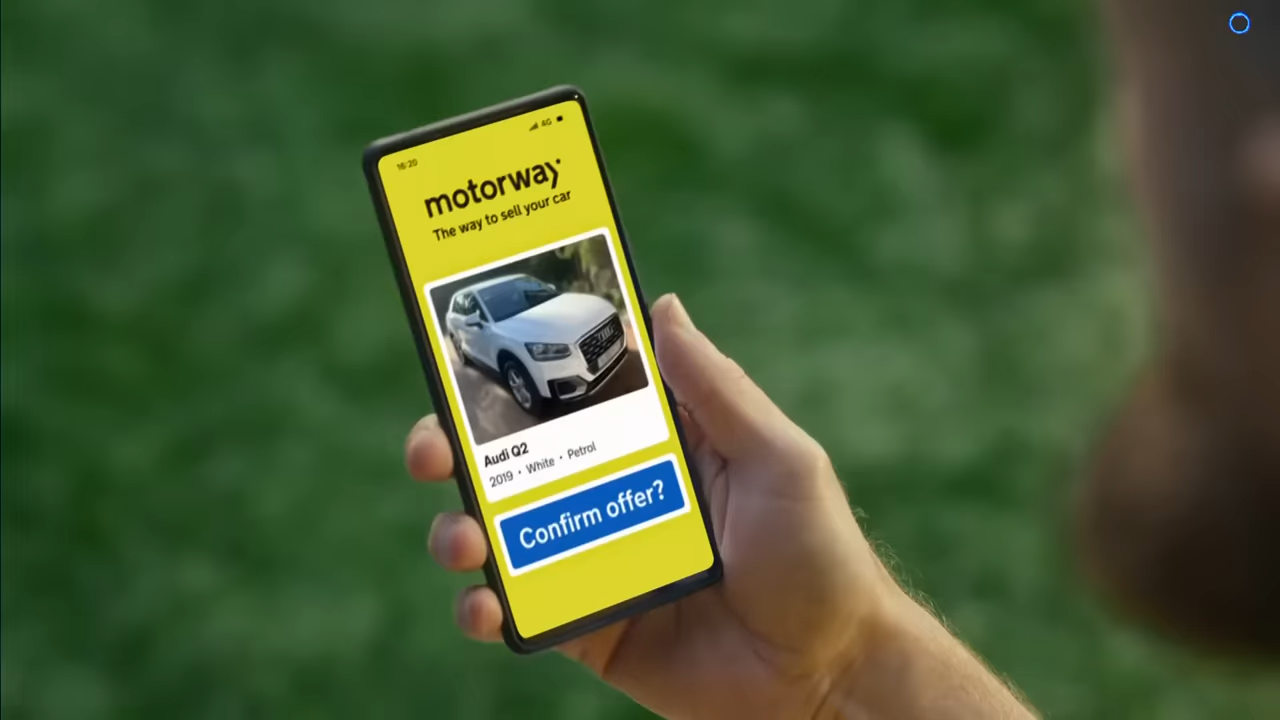 16:20 4G
motorway
The way to sell your car
Audi Q2
2019 • White • Petrol
Confirm offer?